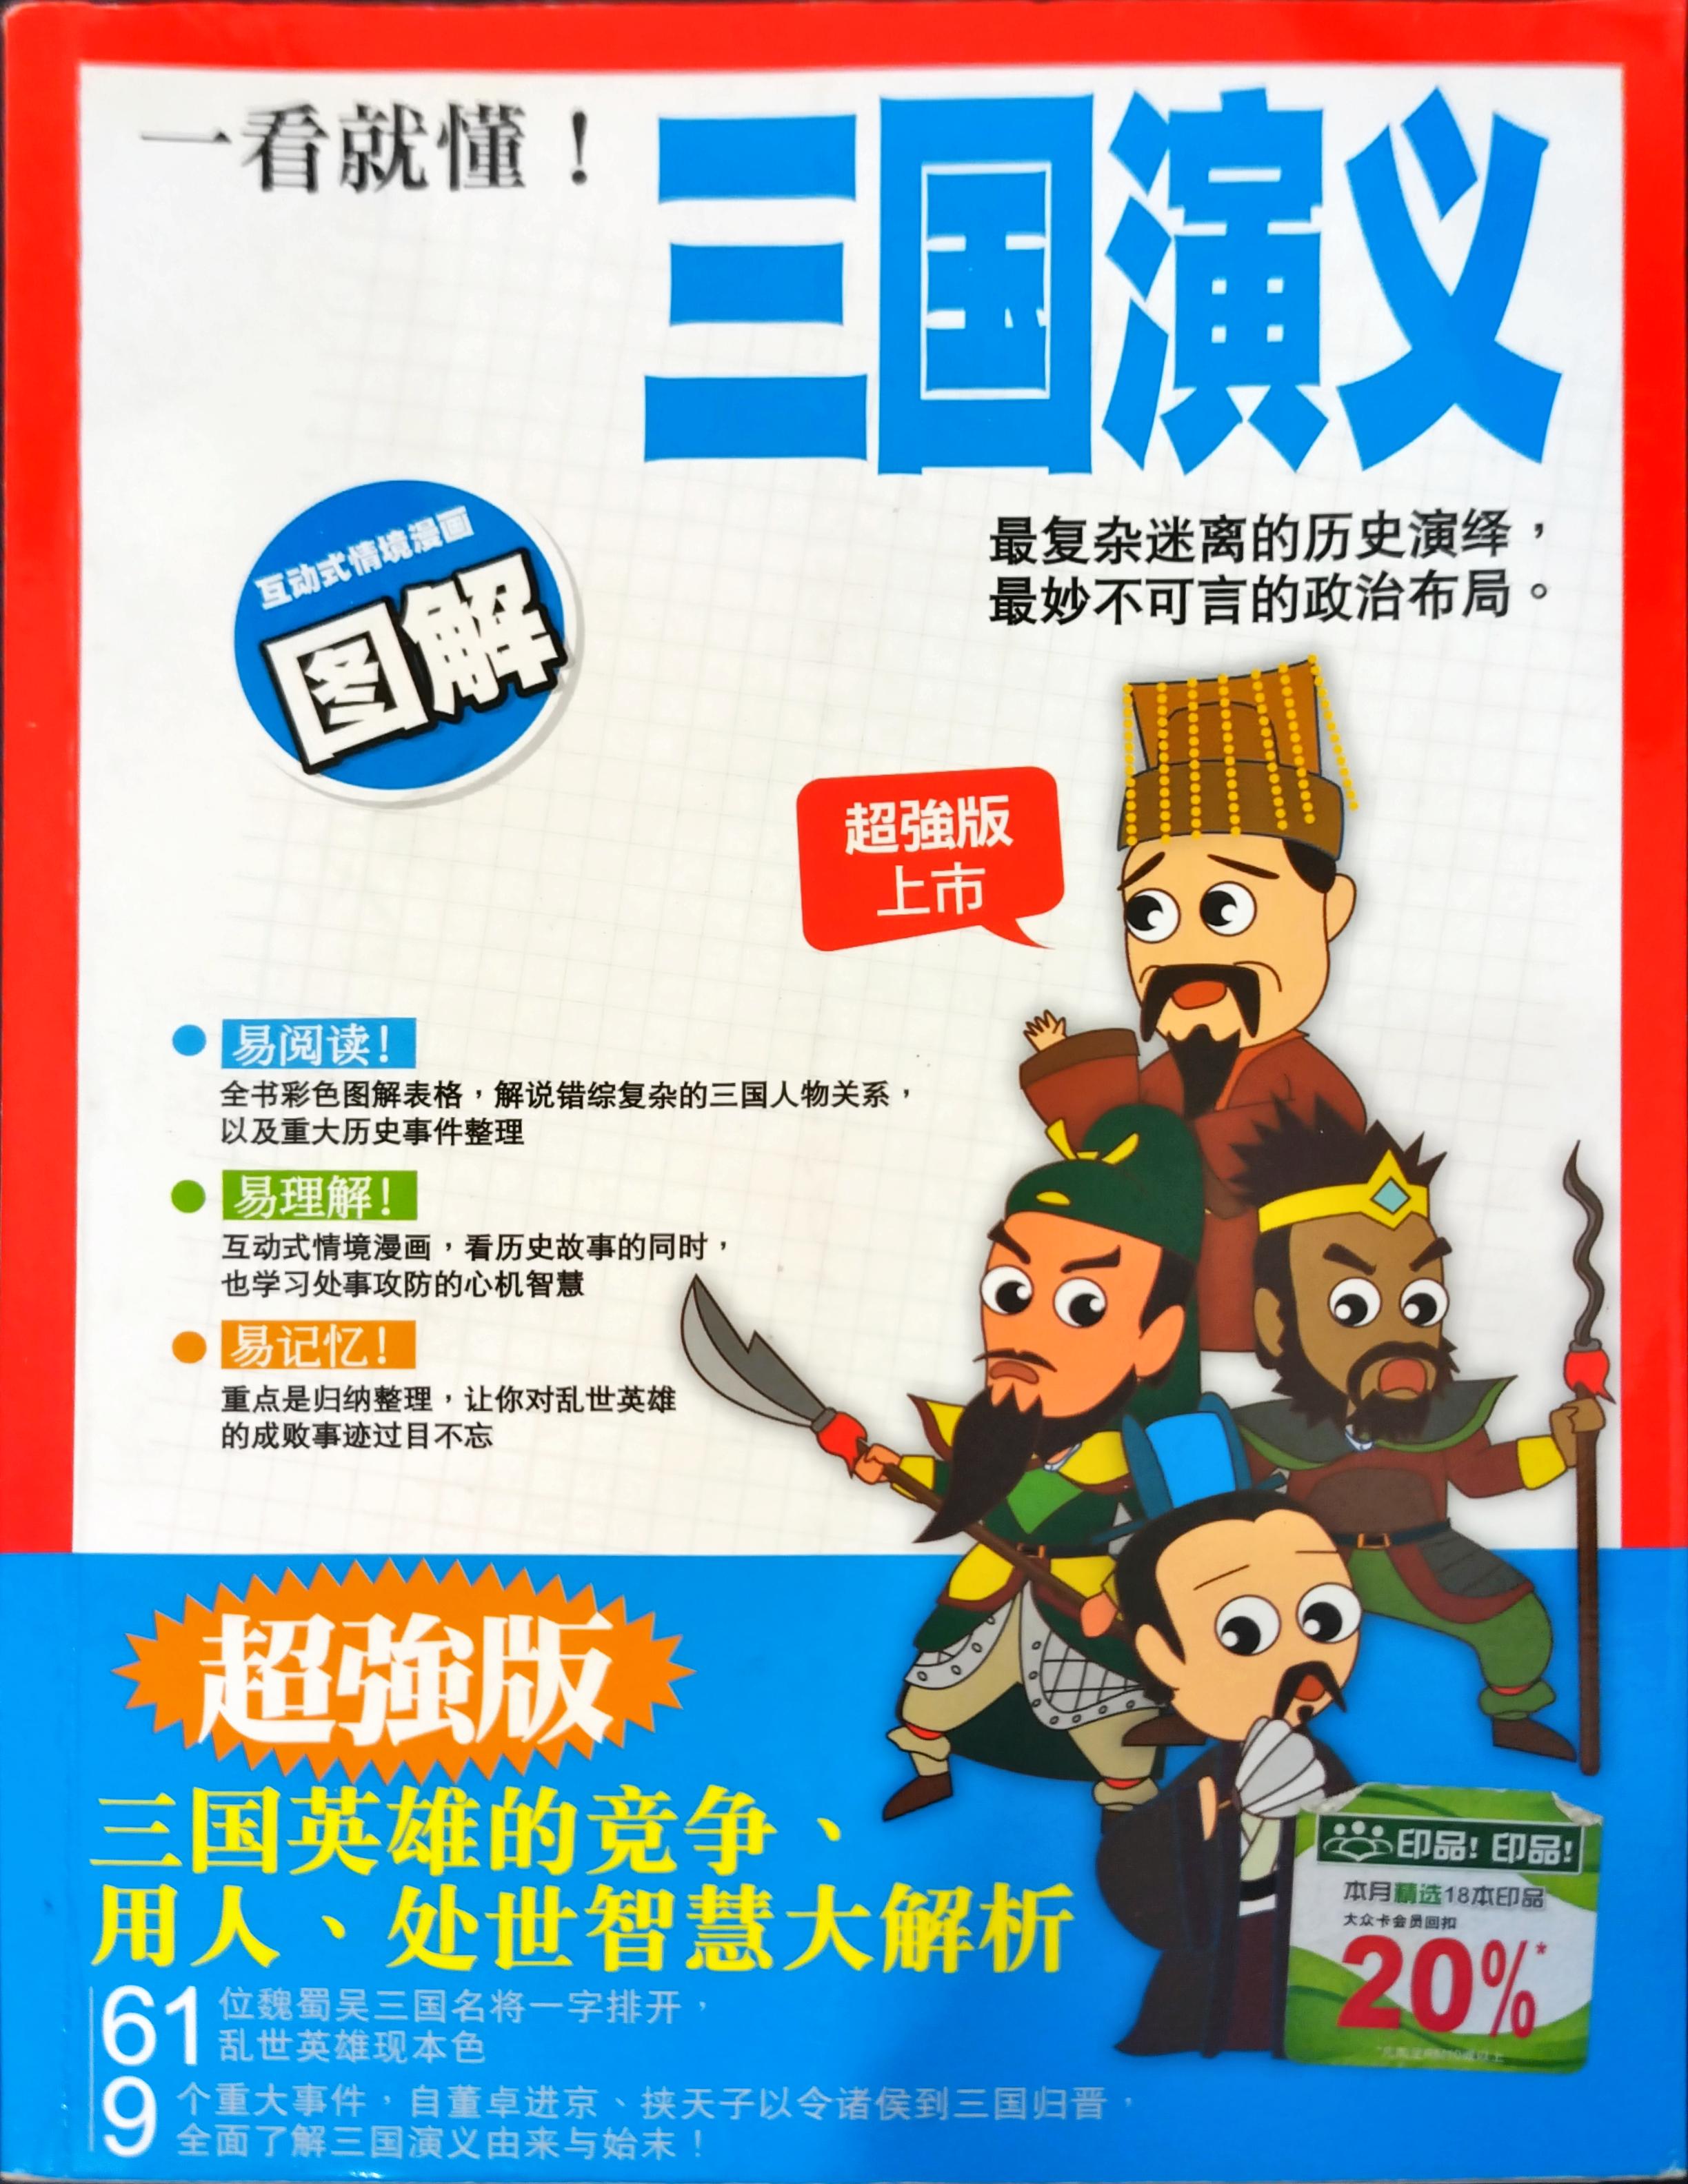 一看就懂！
三国演义
最复杂迷离的历史演绎，
最妙不可言的政治布局。
互动式情境漫画
图解
超強版
上市
易阅读！
全书彩色图解表格，解说错综复杂的三国人物关系，
以及重大历史事件整理
易理解！
互动式情境漫画，看历史故事的同时，
也学习处事攻防的心机智慧
易记忆！
重点是归纳整理，让你对乱世英雄
的成败事迹过目不忘
超強版
三国英雄的竞争、
用人、处世智慧大解析
61位魏蜀吴三国名将一字排开，
乱世英雄现本色
9个重大事件，自董卓进京、挟天子以令诸侯到三国归晋，
全面了解三国演义由来与始末！
印品！印品！
本月精选18本印品
大众卡会员回扣
20%*